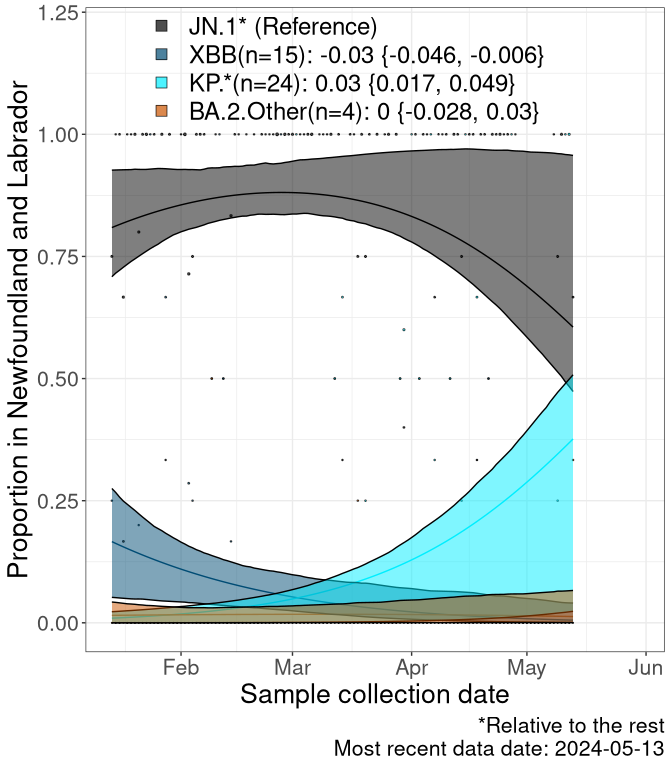 JN.1* (Reference)
XBB(n=15): -0.03 {-0.046, -0.006}
KP.*(n=24): 0.03 {0.017, 0.049}
BA.2.Other(n=4): 0 {-0.028, 0.03}
Proportion in Newfoundland and Labrador
1.25
1.00
0.75
0.50
0.25
0.00
Feb Mar Apr May Jun
Sample collection date
*Relative to the rest
Most recent data date: 2024-05-13